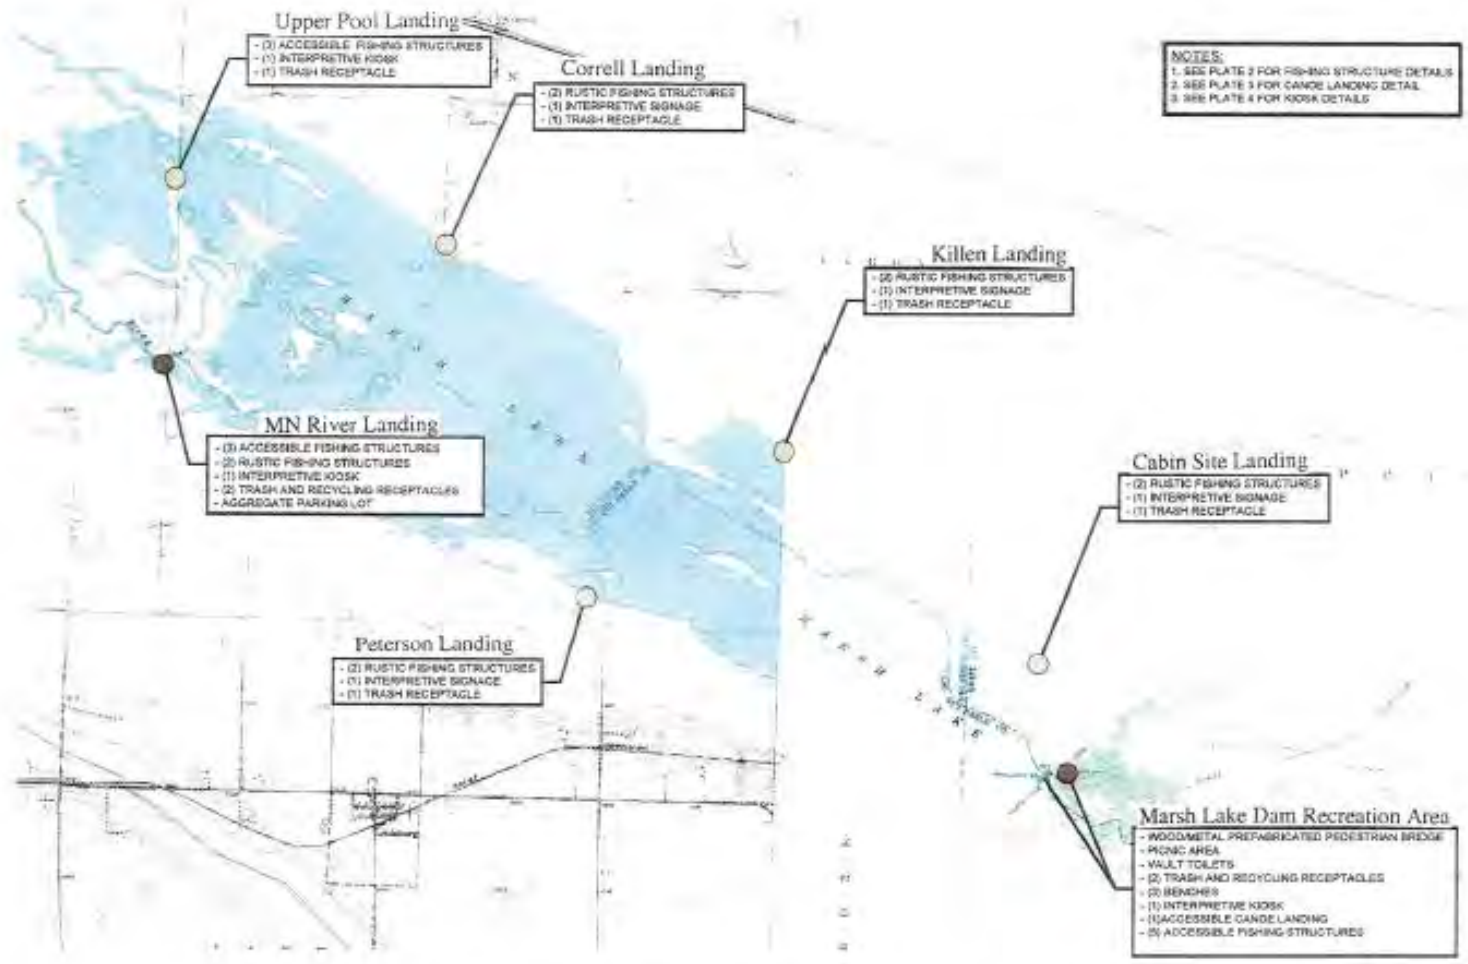 Upper Pool Landing
- (3) ACCESSIBLE FISHING STRUCTURES
- (1) INTERPRETIVE KIOSK
- (1) TRASH RECEPTACLE
Correll Landing
- (2) RUSTIC FISHING STRUCTURES
- (1) INTERPRETIVE SIGNAGE
- (1) TRASH RECEPTACLE
NOTES:
1. SEE PLATE 2 FOR FISHING STRUCTURE DETAILS
2. SEE PLATE 3 FOR CANOE LANDING DETAIL
3. SEE PLATE 4 FOR KIOSK DETAILS
Killen Landing
- (2) RUSTIC FISHING STRUCTURES
- (1) INTERPRETIVE SIGNAGE
- (1) TRASH RECEPTACLE
MARSH LAKE
MN River Landing
- (3) ACCESSIBLE FISHING STRUCTURES
- (2) RUSTIC FISHING STRUCTURES
- (1) INTERPRETIVE KIOSK
- (2) TRASH AND RECYCLING RECEPTACLES
- AGGREGATE PARKING LOT
Cabin Site Landing
- (2) RUSTIC FISHING STRUCTURES
- (1) INTERPRETIVE SIGNAGE
- (1) TRASH RECEPTACLE
Peterson Landing
- (2) RUSTIC FISHING STRUCTURES
- (1) INTERPRETIVE SIGNAGE
- (1) TRASH RECEPTACLE
MARSH LAKE
Marsh Lake Dam Recreation Area
- WOOD/METAL PREFABRICATED PEDESTRIAN BRIDGE
- PICNIC AREA
- VAULT TOILETS
- (2) TRASH AND RECYCLING RECEPTACLES
- (3) BENCHES
- (1) INTERPRETIVE KIOSK
- (1)ACCESSIBLE CANOE LANDING
- (5) ACCESSIBLE FISHING STRUCTURES